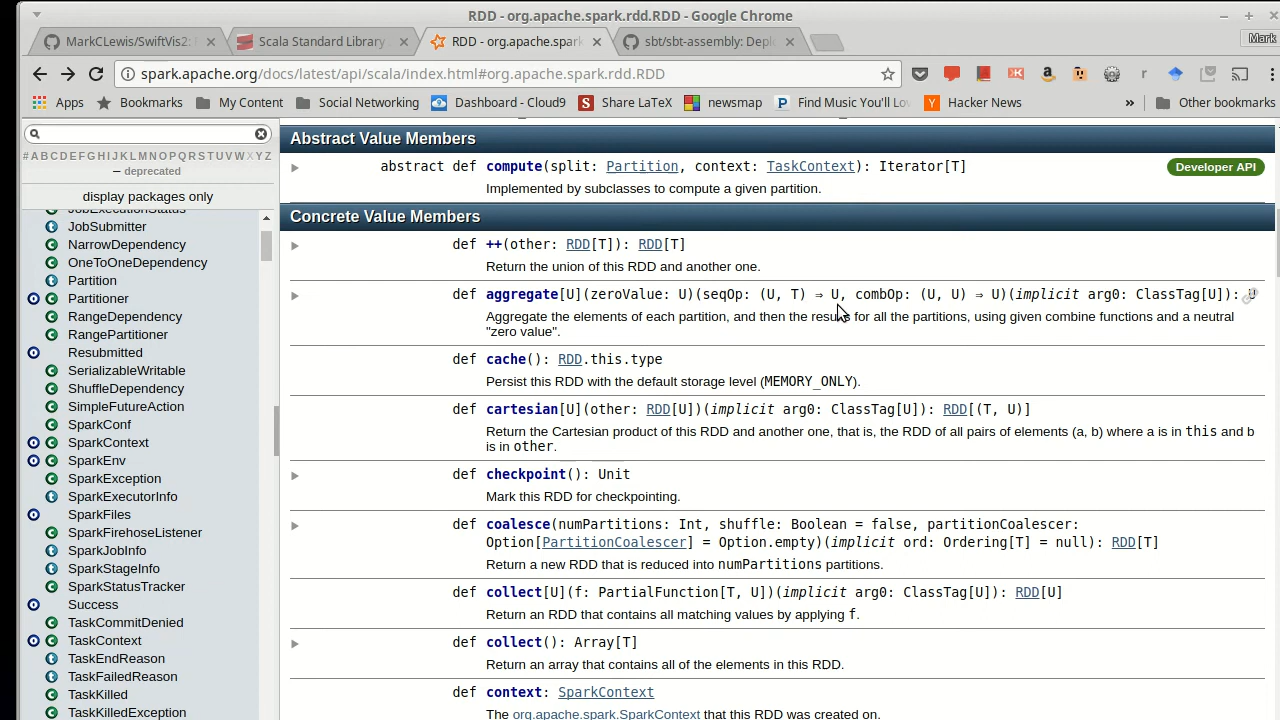 RDD - org.apache.spark.rdd.RDD - Google Chrome
MarkCLewis/SwiftVis2:
Scala Standard Library
RDD - org.apache.spark
sbt/sbt-assembly: Depl
Mark
spark.apache.org/docs/latest/api/scala/index.html#org.apache.spark.rdd.RDD
Apps Bookmarks My Content Social Networking Dashboard - Cloud9 Share LaTeX newsmap Find Music You'll Lo Hacker News » Other bookmarks
#ABCDEFGHIJKLMNOPQRSTUVWXYZ
– deprecated
display packages only
JobExecutionStatus
JobSubmitter
NarrowDependency
OneToOneDependency
Partition
Partitioner
RangeDependency
RangePartitioner
Resubmitted
SerializableWritable
ShuffleDependency
SimpleFutureAction
SparkConf
SparkContext
SparkEnv
SparkException
SparkExecutorInfo
SparkFiles
SparkFirehoseListener
SparkJobInfo
SparkStageInfo
SparkStatusTracker
Success
TaskCommitDenied
TaskContext
TaskEndReason
TaskFailedReason
TaskKilled
TaskKilledException
Abstract Value Members
abstract def compute(split: Partition, context: TaskContext): Iterator[T]
Developer API
Implemented by subclasses to compute a given partition.
Concrete Value Members
def ++(other: RDD[T]): RDD[T]
Return the union of this RDD and another one.
def aggregate[U](zeroValue: U)(seqOp: (U, T) ⇒ U, combOp: (U, U) ⇒ U)(implicit arg0: ClassTag[U]): U
Aggregate the elements of each partition, and then the results for all the partitions, using given combine functions and a neutral
"zero value".
def cache(): RDD.this.type
Persist this RDD with the default storage level (MEMORY_ONLY).
def cartesian[U](other: RDD[U])(implicit arg0: ClassTag[U]): RDD[(T, U)]
Return the Cartesian product of this RDD and another one, that is, the RDD of all pairs of elements (a, b) where a is in this and b
is in other.
def checkpoint(): Unit
Mark this RDD for checkpointing.
def coalesce(numPartitions: Int, shuffle: Boolean = false, partitionCoalescer:
Option[PartitionCoalescer] = Option.empty)(implicit ord: Ordering[T] = null): RDD[T]
Return a new RDD that is reduced into numPartitions partitions.
def collect[U](f: PartialFunction[T, U])(implicit arg0: ClassTag[U]): RDD[U]
Return an RDD that contains all matching values by applying f.
def collect(): Array[T]
Return an array that contains all of the elements in this RDD.
def context: SparkContext
The org.apache.spark.SparkContext that this RDD was created on.